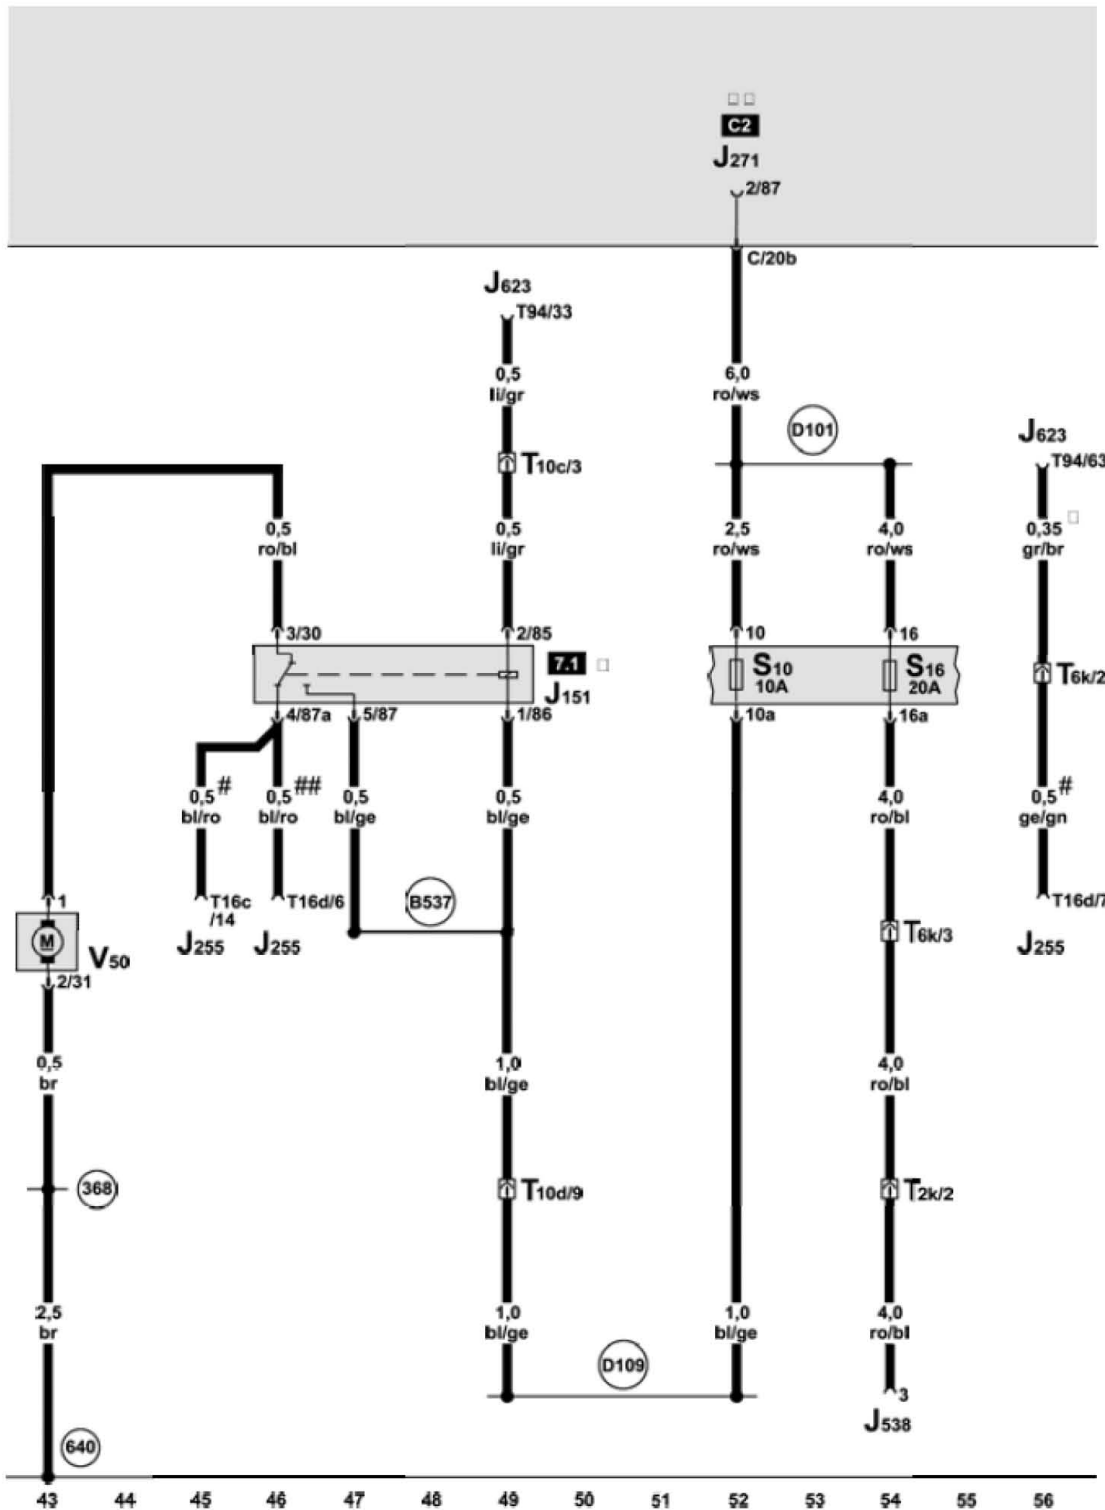 C2
J271
2/87
C/20b
J623
T94/33
0,5
li/gr
6,0
ro/ws
D101
J623
T94/63
T10c/3
0,5
ro/bl
0,5
li/gr
2,5
ro/ws
4,0
ro/ws
0,35
gr/br
3/30
2/85
10
16
7.1
J151
S10
10A
S16
20A
T6k/2
4/87a
5/87
1/86
10a
16a
0,5 #
bl/ro
0,5 ##
bl/ro
0,5
bl/ge
0,5
bl/ge
4,0
ro/bl
0,5 #
ge/gn
1
T16c
/14
T16d/6
B537
T16d/7
J255
J255
T6k/3
J255
M
V50
2/31
0,5
br
1,0
bl/ge
4,0
ro/bl
368
T10d/9
T2k/2
2,5
br
1,0
bl/ge
1,0
bl/ge
4,0
ro/bl
D109
3
J538
640
43 44 45 46 47 48 49 50 51 52 53 54 55 56